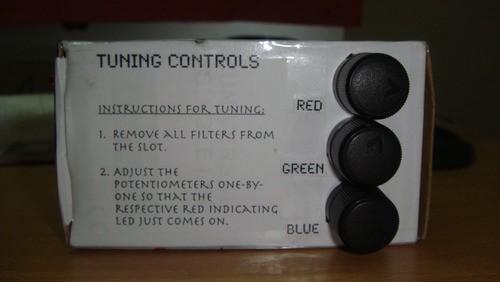 TUNING CONTROLS
INSTRUCTIONS FOR TUNING:
1. REMOVE ALL FILTERS FROM
THE SLOT.
2. ADJUST THE
POTENTIOMETERS ONE-BY-
ONE SO THAT THE
RESPECTIVE RED INDICATING
LED JUST COMES ON.
RED
GREEN
BLUE